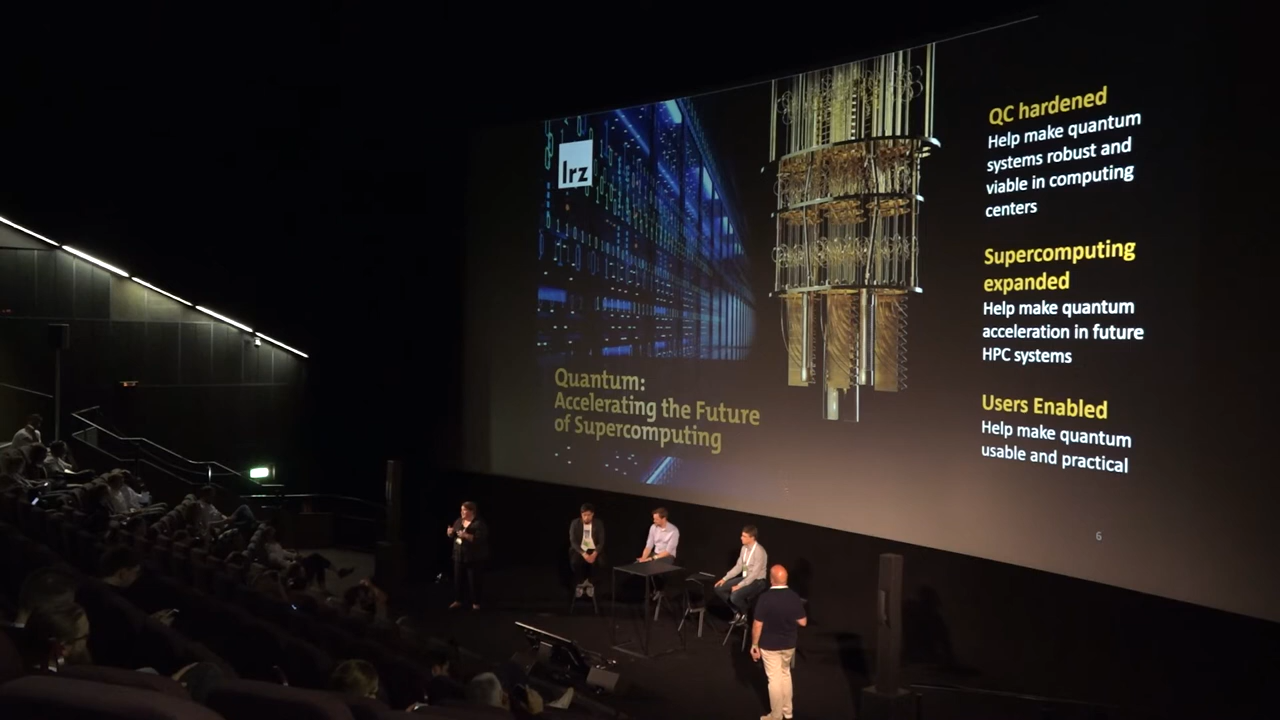 lrz
Quantum:
Accelerating the Future
of Supercomputing
QC hardened
Help make quantum
systems robust and
viable in computing
centers
Supercomputing
expanded
Help make quantum
acceleration in future
HPC systems
Users Enabled
Help make quantum
usable and practical
6